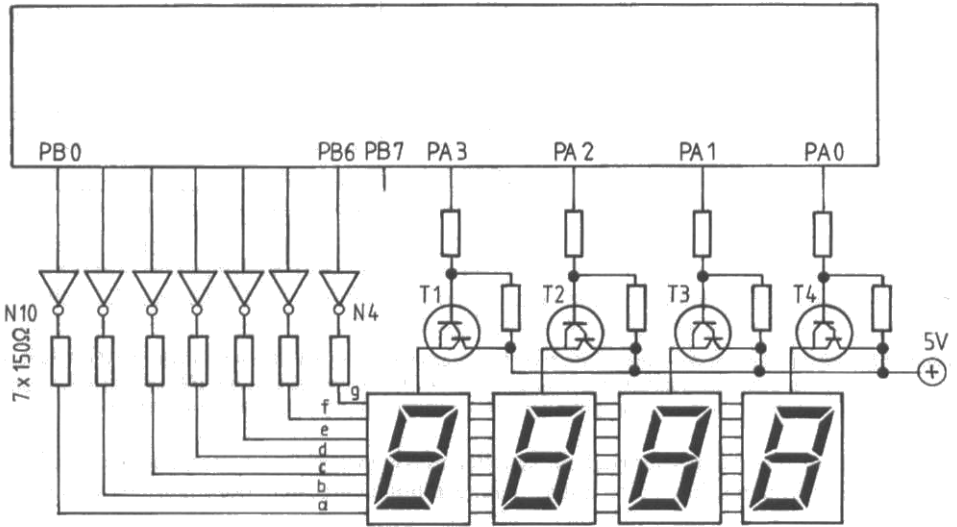 PB0 PB6 PB7 PA3 PA2 PA1 PA0
T1 T2 T3 T4
N10 N4
5V
7 x 150Ω
g
f
e
d
c
b
a